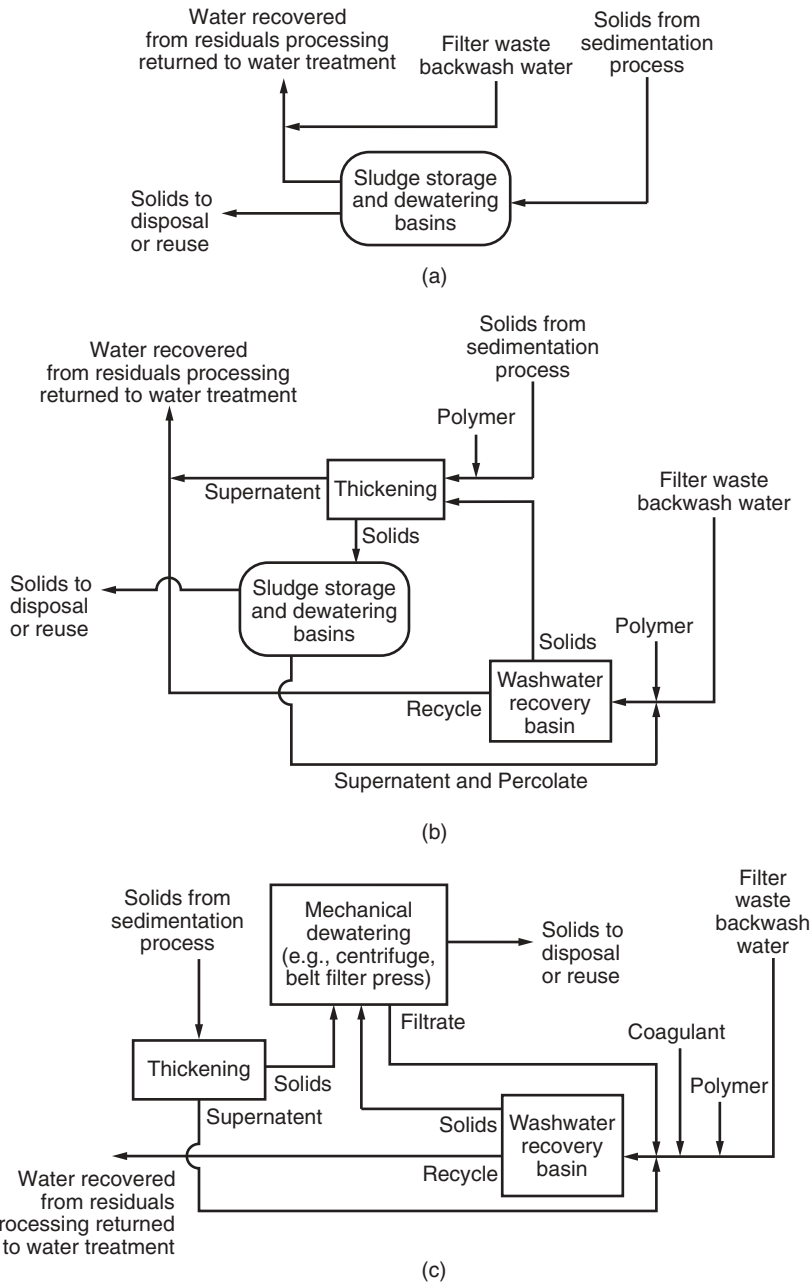 Water recovered
from residuals processing
returned to water treatment
Filter waste
backwash water
Solids from
sedimentation
process
Sludge storage
and dewatering
basins
Solids to
disposal
or reuse
(a)
Solids from
sedimentation
process
Water recovered
from residuals processing
returned to water treatment
Polymer
Thickening
Supernatent
Solids
Filter waste
backwash water
Solids to
disposal
or reuse
Sludge storage
and dewatering
basins
Solids
Polymer
Washwater
recovery
basin
Recycle
Supernatent and Percolate
(b)
Solids from
sedimentation
process
Mechanical
dewatering
(e.g., centrifuge,
belt filter press)
Solids to
disposal
or reuse
Filter
waste
backwash
water
Filtrate
Coagulant
Thickening
Solids
Polymer
Supernatent
Solids
Washwater
recovery
basin
Recycle
Water recovered
from residuals
rocessing returned
to water treatment
(c)